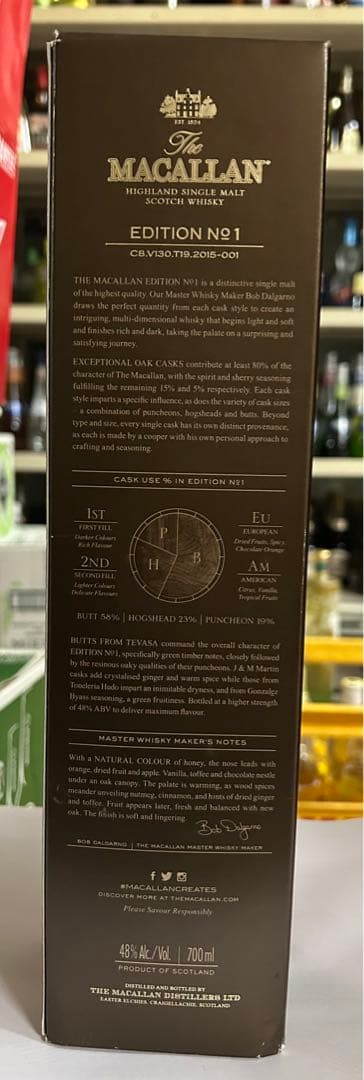 EST 1824
The
MACALLAN
HIGHLAND SINGLE MALT
SCOTCH WHISKY
EDITION Nº1
C6.V130.T19.2015-001
THE MACALLAN EDITION Nº1 is a distinctive single malt
of the highest quality. Our Master Whisky Maker Bob Dalgarno
draws the perfect quantity from each cask style to create an
intriguing, multi-dimensional whisky that begins light and soft
and finishes rich and dark, taking the palate on a surprising and
satisfying journey.
EXCEPTIONAL OAK CASKS contribute at least 80% of the
character of The Macallan, with the spirit and sherry seasoning
fulfilling the remaining 15% and 5% respectively. Each cask
style imparts a specific influence, as does the variety of cask sizes
- a combination of puncheons, hogsheads and butts. Beyond
type and size, every single cask has its own distinct provenance,
as each is made by a cooper with his own personal approach to
crafting and seasoning.
CASK USE % IN EDITION Nº1
1ST
FIRST FILL
Darker Colours
Rich Flavour
2ND
SECOND FILL
Lighter Colours
Delicate Flavours
P
H
B
EU
EUROPEAN
Dried Fruits, Spicy,
Chocolate Orange
AM
AMERICAN
Citrus, Vanilla,
Tropical Fruits
BUTT 58% | HOGSHEAD 23% | PUNCHEON 19%
BUTTS FROM TEVASA command the overall character of
EDITION Nº1, specifically green timber notes, closely followed
by the resinous oaky qualities of their puncheons. J & M Martin
casks add crystalised ginger and warm spice while those from
Toneleria Hudo impart an inimitable dryness, and from Gonzalez
Byass seasoning, a green fruitiness. Bottled at a higher strength
of 48% ABV to deliver maximum flavour.
MASTER WHISKY MAKER'S NOTES
With a NATURAL COLOUR of honey, the nose leads with
orange, dried fruit and apple. Vanilla, toffee and chocolate nestle
under an oak canopy. The palate is warming, as wood spices
meander unveiling nutmeg, cinnamon, and hints of dried ginger
and toffee. Fruit appears later, fresh and balanced with new
oak. The finish is soft and lingering.
Bob Dalgarno
BOB DALGARNO | THE MACALLAN MASTER WHISKY MAKER
#MACALLANCREATES
DISCOVER MORE AT THEMACALLAN.COM
Please Savour Responsibly
48% Alc./Vol. | 700 ml
PRODUCT OF SCOTLAND
DISTILLED AND BOTTLED BY
THE MACALLAN DISTILLERS LTD
EASTER ELCHIES, CRAIGELLACHIE, SCOTLAND